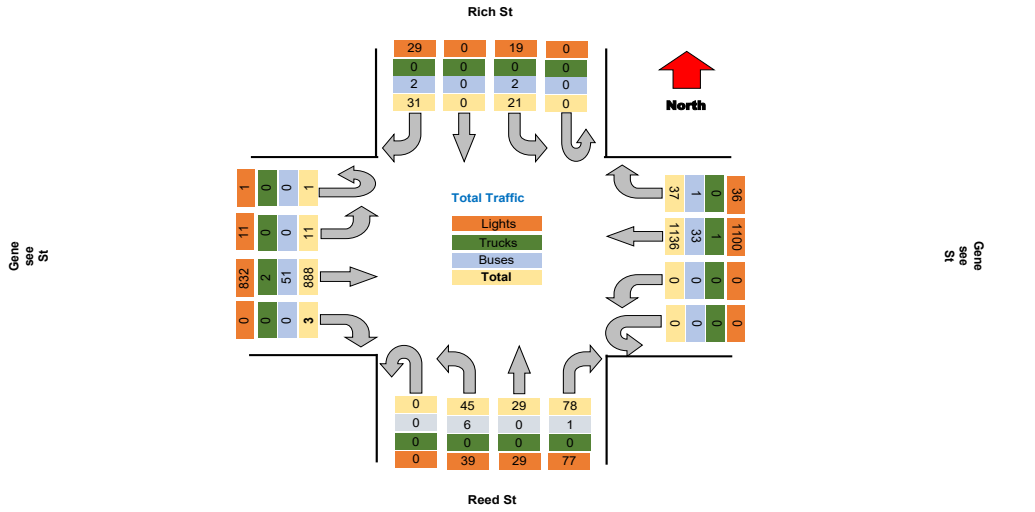 Rich St
29 0 19 0
0 0 0 0
2 0 2 0
31 0 21 0
North
1 0 0 1
11 0 0 11
832 2 51 888
0 0 0 3
Gene
see
St
Total Traffic
Lights
Trucks
Buses
Total
37 1 0 36
1136 33 1 1100
0 0 0 0
0 0 0 0
Gene
see
St
0 45 29 78
0 6 0 1
0 0 0 0
0 39 29 77
Reed St